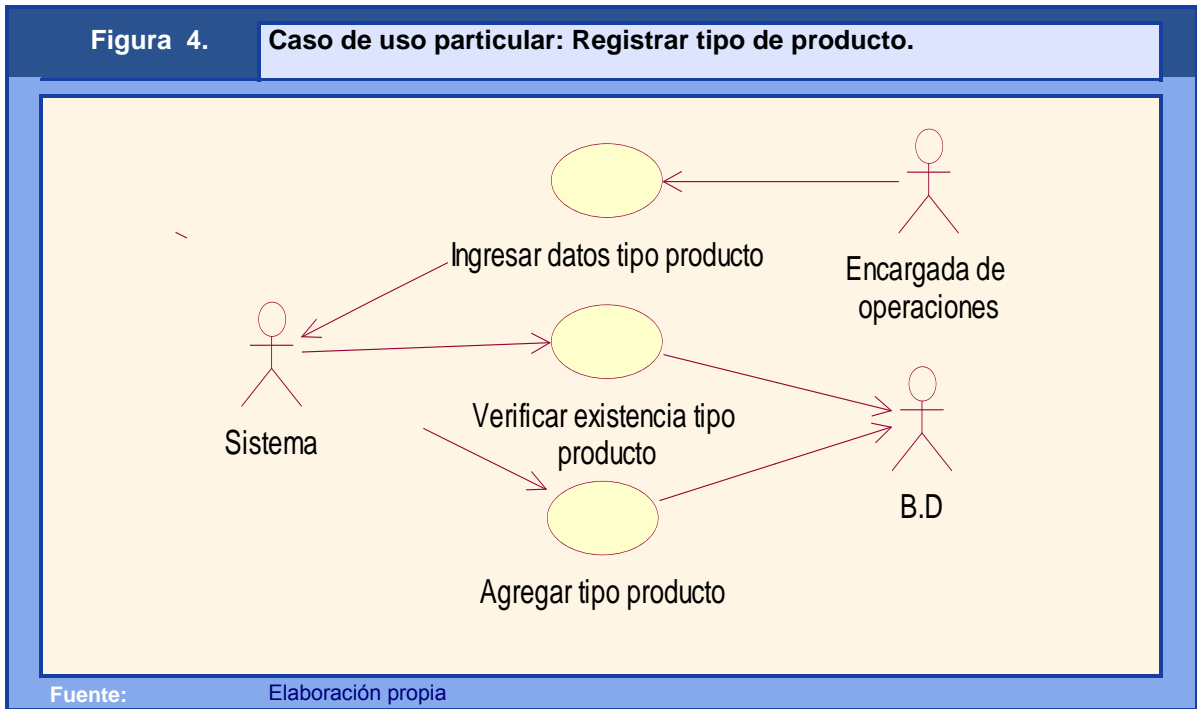 Figura 4.
Caso de uso particular: Registrar tipo de producto.
Ingresar datos tipo producto
Encargada de
operaciones
Sistema
Verificar existencia tipo
producto
B.D
Agregar tipo producto
Fuente:
Elaboración propia